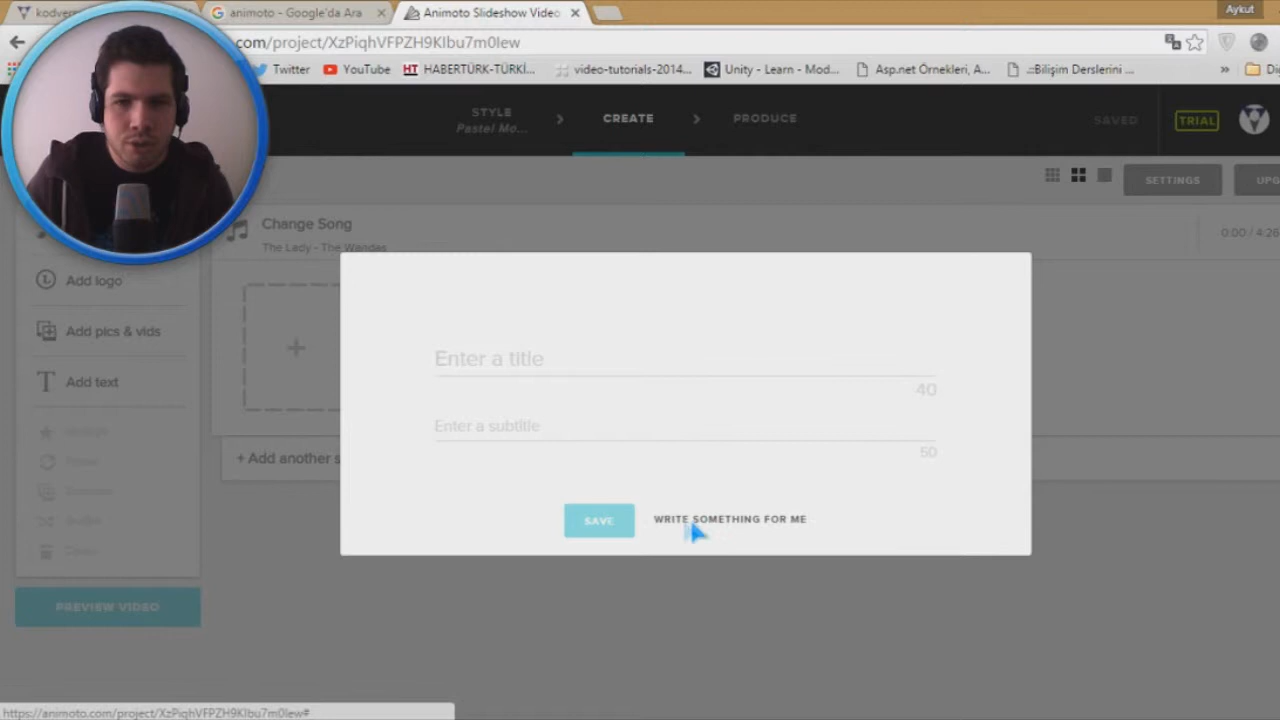 kodver
animoto - Google'da Ara
Animoto Slideshow Video
Aykut
com/project/XzPiqhVFPZH9KIbu7m0lew
Twitter
YouTube
HABERTÜRK-TÜRKİ...
video-tutorials-2014...
Unity - Learn - Mod...
Asp.net Örnekleri, A...
.::Bilişim Derslerini ...
»
STYLE
Pastel Mo...
CREATE
PRODUCE
SAVED
TRIAL
SETTINGS
Change Song
The Lady - The Wandas
0:00 / 4:26
Add logo
Add pics & vids
Add text
+ Add another s
PREVIEW VIDEO
Enter a title
40
Enter a subtitle
50
SAVE
WRITE SOMETHING FOR ME
https://animoto.com/project/XzPiqhVFPZH9KIbu7m0lew#